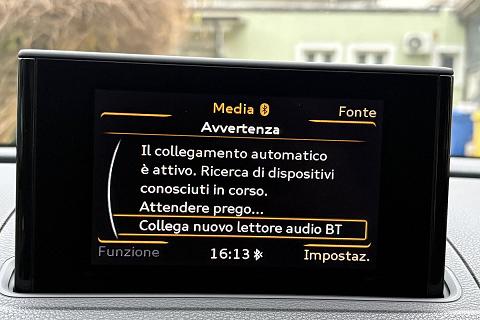 Media
Fonte
Avvertenza
Il collegamento automatico
è attivo. Ricerca di dispositivi
conosciuti in corso.
Attendere prego...
Collega nuovo lettore audio BT
Funzione
16:13
Impostaz.